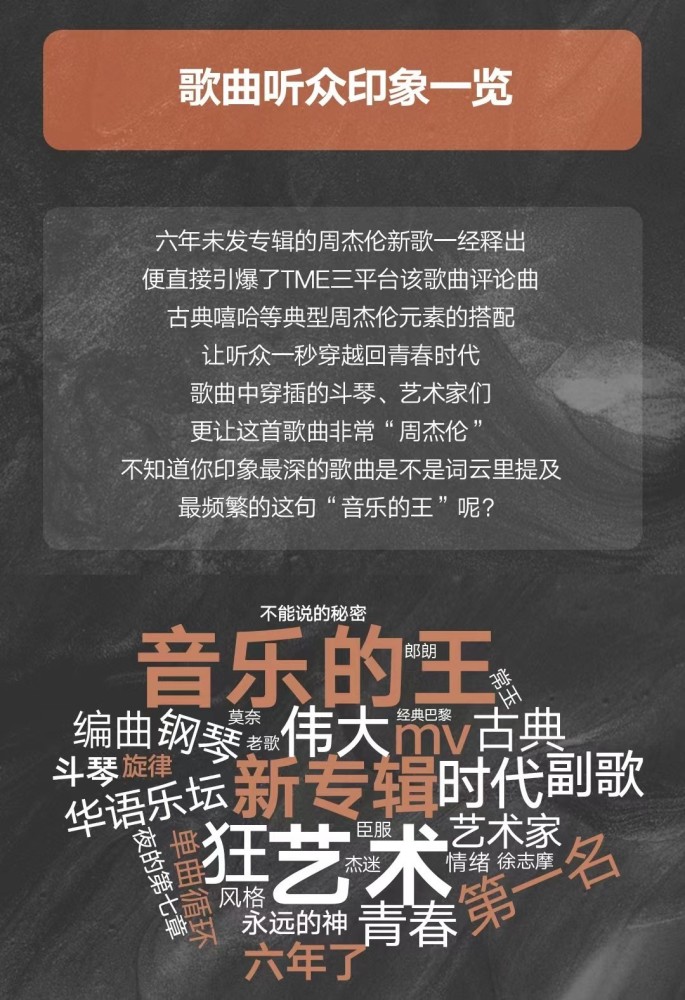 歌曲听众印象一览
六年未发专辑的周杰伦新歌一经释出
便直接引爆了TME三平台该歌曲评论曲
古典嘻哈等典型周杰伦元素的搭配
让听众一秒穿越回青春时代
歌曲中穿插的斗琴、艺术家们
更让这首歌曲非常“周杰伦”
不知道你印象最深的歌曲是不是词云里提及
最频繁的这句“音乐的王”呢？
不能说的秘密
音乐的王
郎朗
常玉
编曲
钢琴
莫奈
老歌
伟大
经典巴黎
mv
古典
斗琴
旋律
新专辑
时代
副歌
华语乐坛
夜的第七章
单曲循环
狂
艺术
臣服
杰迷
艺术家
情绪
徐志摩
第一名
风格
永远的神
青春
六年了